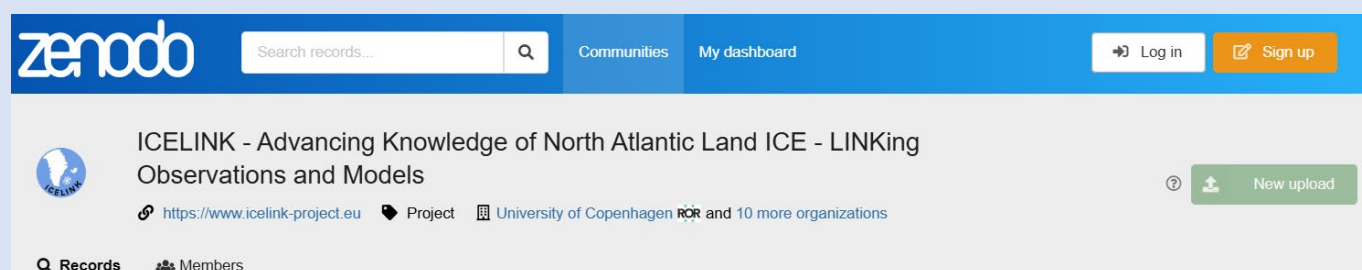 zenodo Search records... Communities My dashboard Log in Sign up
ICELINK - Advancing Knowledge of North Atlantic Land ICE - LINKing
Observations and Models
ICELINK
? New upload
https://www.icelink-project.eu Project University of Copenhagen ROR and 10 more organizations
Records Members